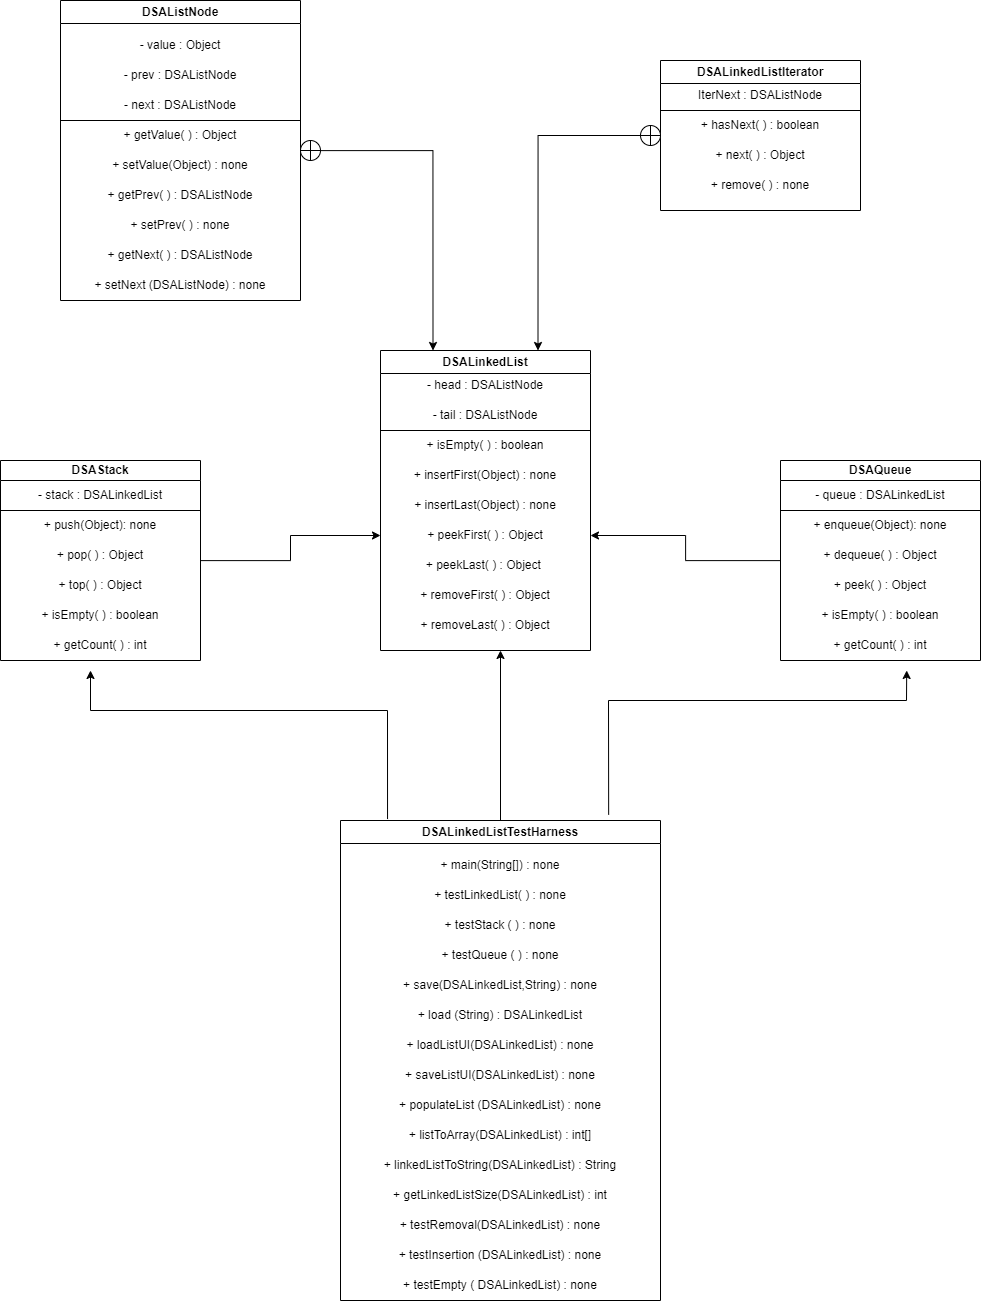 DSAListNode
- value : Object
- prev : DSAListNode
- next : DSAListNode
+ getValue( ) : Object
+ setValue(Object) : none
+ getPrev( ) : DSAListNode
+ setPrev( ) : none
+ getNext( ) : DSAListNode
+ setNext (DSAListNode) : none
DSALinkedListIterator
IterNext : DSAListNode
+ hasNext( ) : boolean
+ next( ) : Object
+ remove( ) : none
DSALinkedList
- head : DSAListNode
- tail : DSAListNode
+ isEmpty( ) : boolean
+ insertFirst(Object) : none
+ insertLast(Object) : none
+ peekFirst( ) : Object
+ peekLast( ) : Object
+ removeFirst( ) : Object
+ removeLast( ) : Object
DSAStack
- stack : DSALinkedList
+ push(Object): none
+ pop( ) : Object
+ top( ) : Object
+ isEmpty( ) : boolean
+ getCount( ) : int
DSAQueue
- queue : DSALinkedList
+ enqueue(Object): none
+ dequeue( ) : Object
+ peek( ) : Object
+ isEmpty( ) : boolean
+ getCount( ) : int
DSALinkedListTestHarness
+ main(String[]) : none
+ testLinkedList( ) : none
+ testStack ( ) : none
+ testQueue ( ) : none
+ save(DSALinkedList,String) : none
+ load (String) : DSALinkedList
+ loadListUI(DSALinkedList) : none
+ saveListUI(DSALinkedList) : none
+ populateList (DSALinkedList) : none
+ listToArray(DSALinkedList) : int[]
+ linkedListToString(DSALinkedList) : String
+ getLinkedListSize(DSALinkedList) : int
+ testRemoval(DSALinkedList) : none
+ testInsertion (DSALinkedList) : none
+ testEmpty ( DSALinkedList) : none